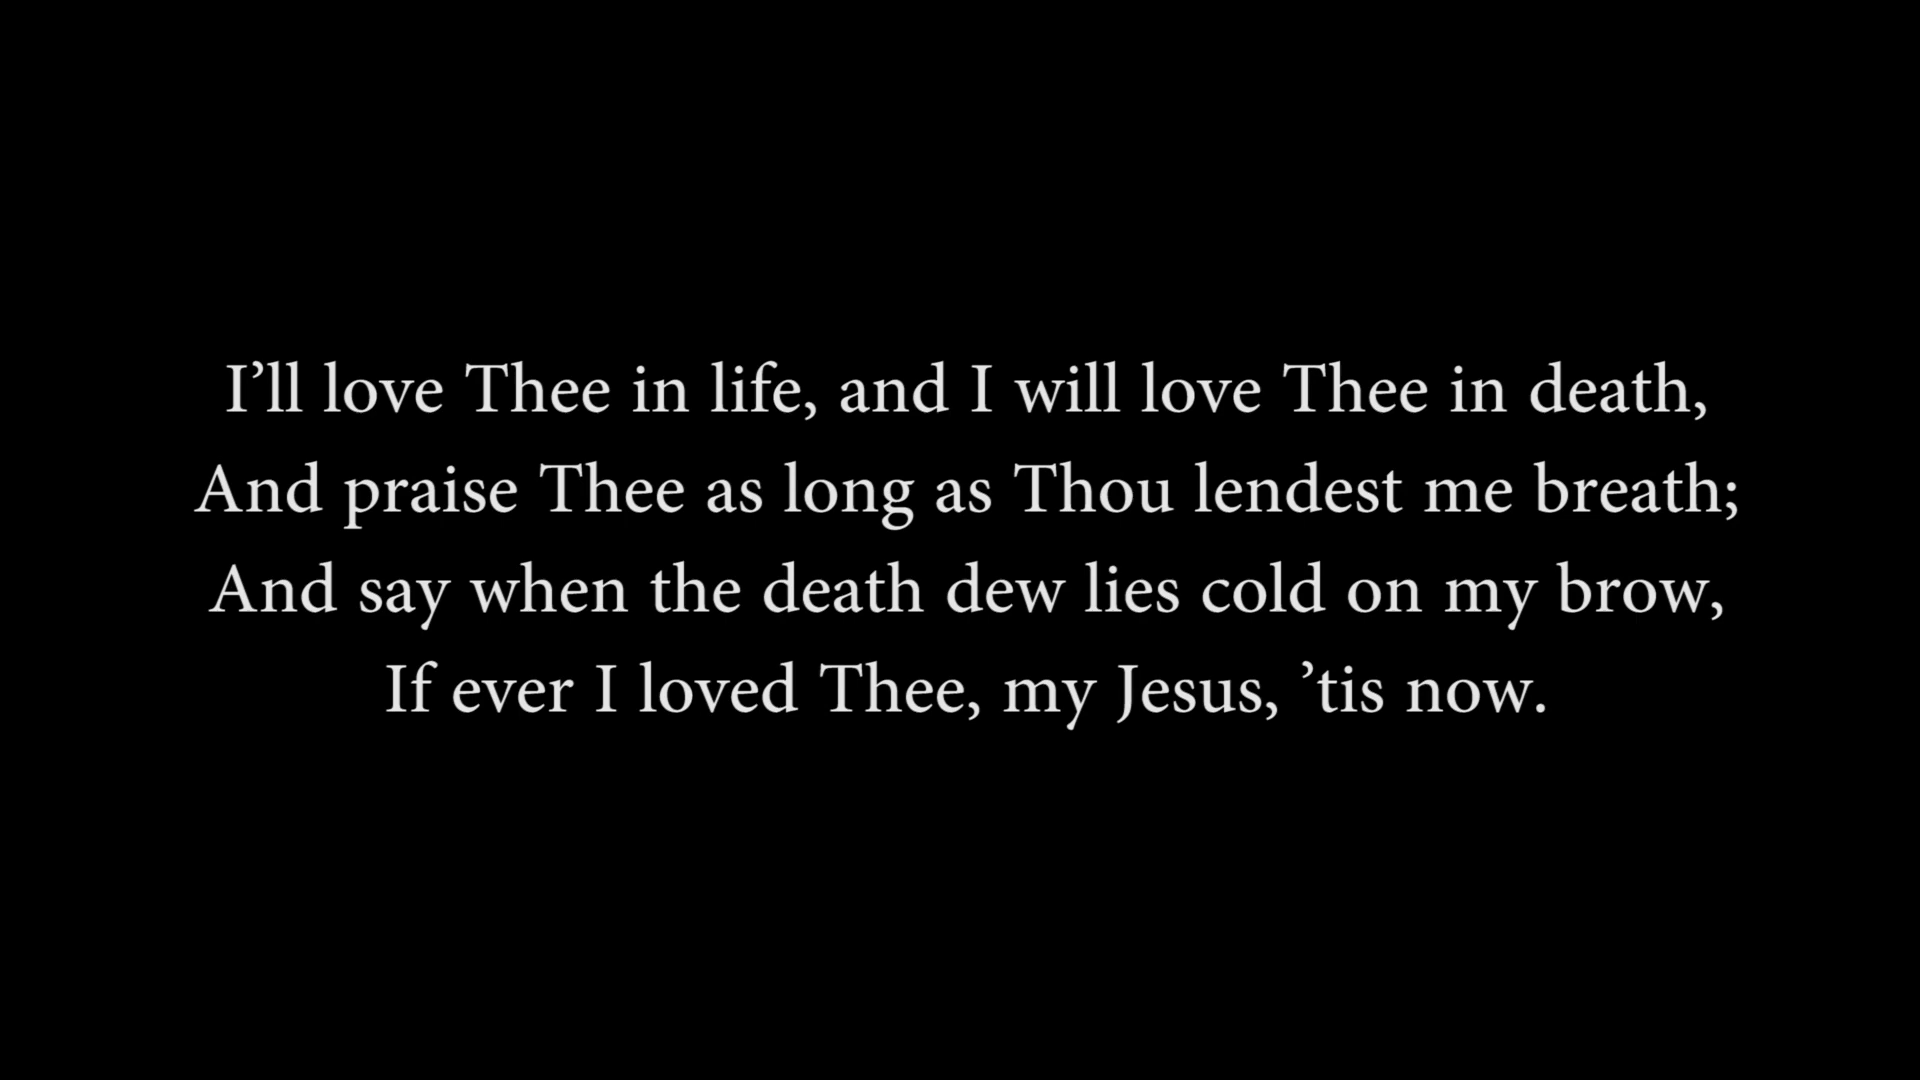 I’ll love Thee in life, and I will love Thee in death,
And praise Thee as long as Thou lendest me breath;
And say when the death dew lies cold on my brow,
If ever I loved Thee, my Jesus, ’tis now.